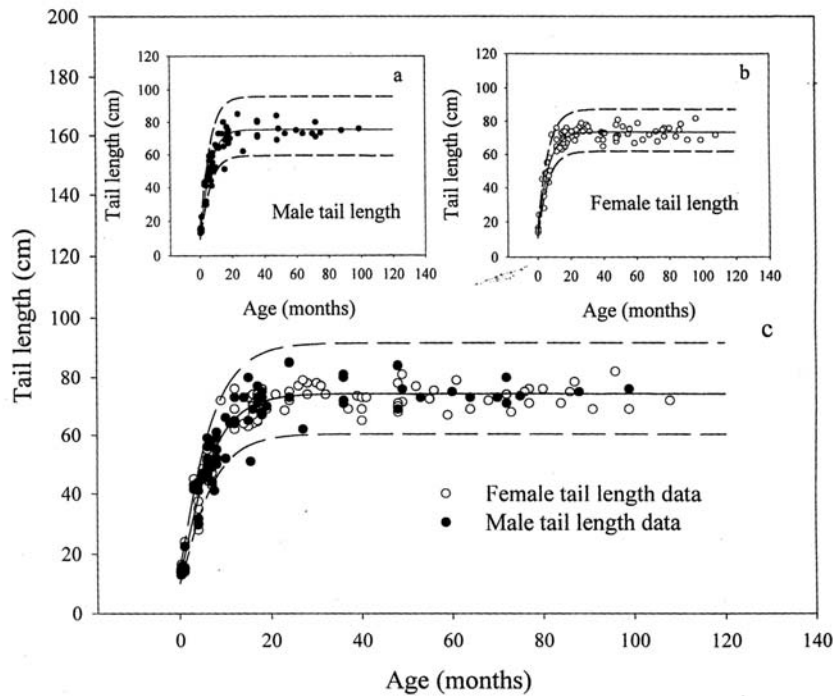 200
180
160
140
120
100
80
60
40
20
0
Tail length (cm)
120
100
80
60
40
20
0
Tail length (cm)
a
Male tail length
0 20 40 60 80 100 120 140
Age (months)
120
100
80
60
40
20
0
Tail length (cm)
b
Female tail length
0 20 40 60 80 100 120 140
Age (months)
c
Female tail length data
Male tail length data
0 20 40 60 80 100 120 140
Age (months)